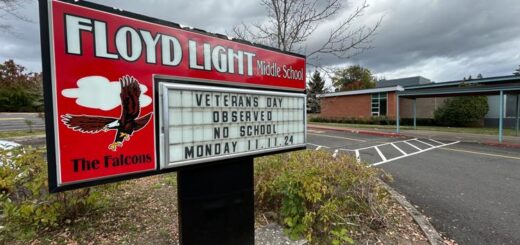 FLOYD LIGHT Middle School
VETERANS DAY
OBSERVED
NO SCHOOL
MONDAY 11.11.24
The Falcons